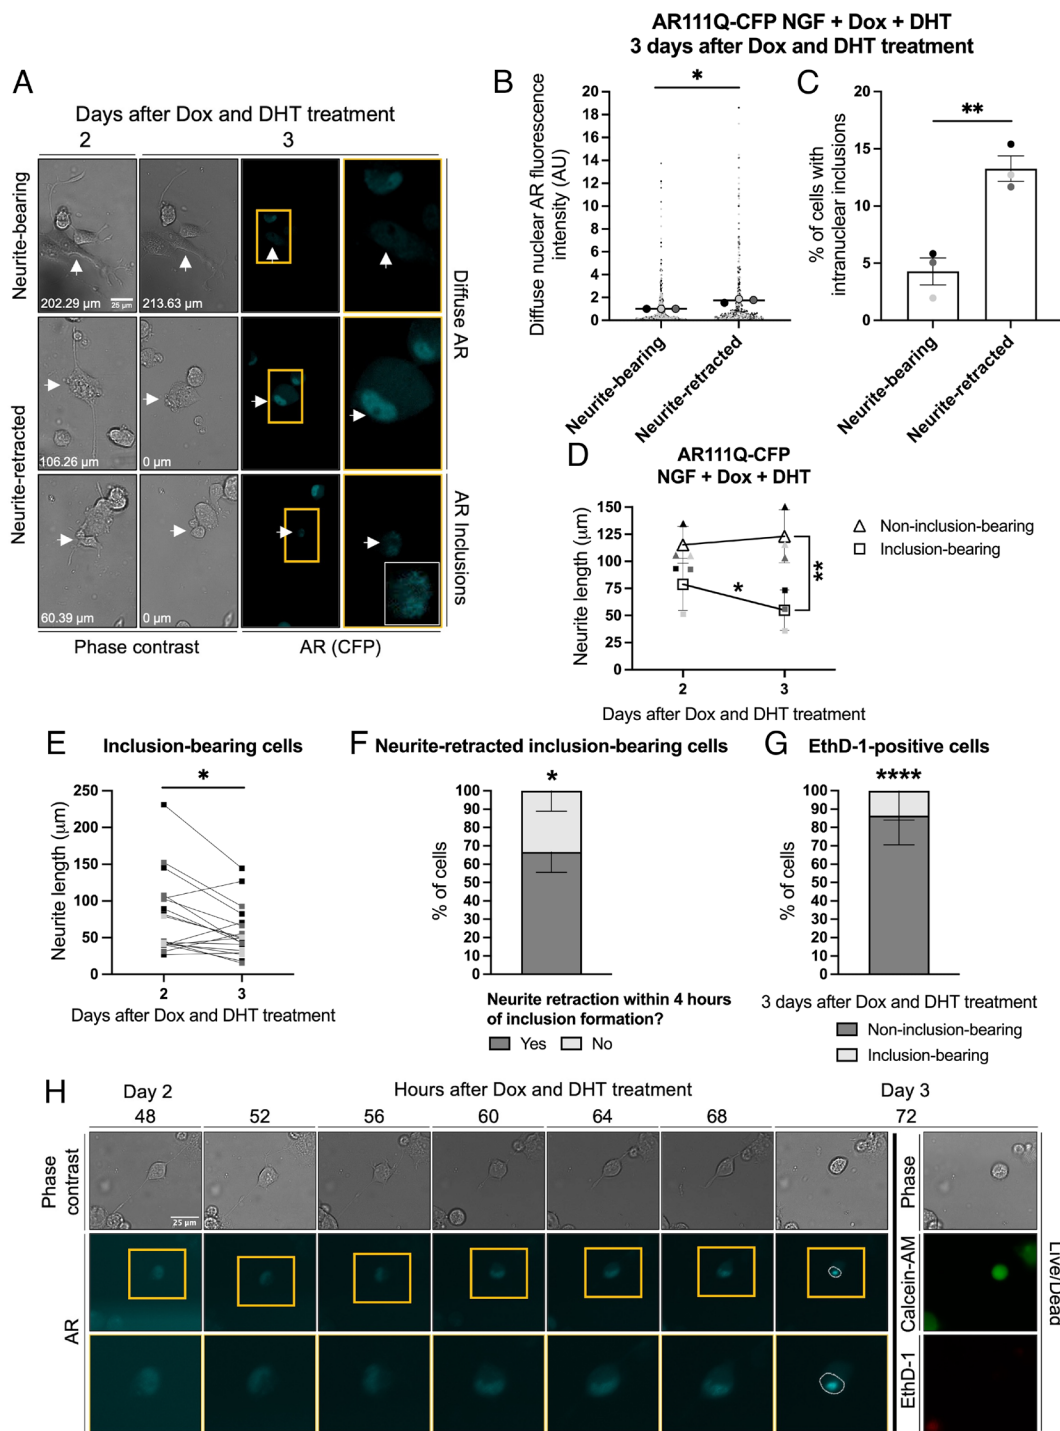 AR111Q-CFP NGF + Dox + DHT
3 days after Dox and DHT treatment
A
Days after Dox and DHT treatment
2
3
Neurite-bearing
Neurite-retracted
202.29 µm
25 µm
213.63 µm
106.26 µm
0 µm
60.39 µm
0 µm
Diffuse AR
AR Inclusions
Phase contrast
AR (CFP)
B
*
Diffuse nuclear AR fluorescence
intensity (AU)
20
18
16
14
12
10
8
6
4
2
0
Neurite-bearing
Neurite-retracted
C
**
% of cells with
intranuclear inclusions
20
15
10
5
0
Neurite-bearing
Neurite-retracted
D
AR111Q-CFP
NGF + Dox + DHT
Neurite length (µm)
150
125
100
75
50
25
0
*
**
2
3
Days after Dox and DHT treatment
Non-inclusion-bearing
Inclusion-bearing
E
Inclusion-bearing cells
*
Neurite length (µm)
250
200
150
100
50
0
2
3
Days after Dox and DHT treatment
F
Neurite-retracted inclusion-bearing cells
*
% of cells
100
90
80
70
60
50
40
30
20
10
0
Neurite retraction within 4 hours
of inclusion formation?
Yes
No
G
EthD-1-positive cells
****
% of cells
100
90
80
70
60
50
40
30
20
10
0
3 days after Dox and DHT treatment
Non-inclusion-bearing
Inclusion-bearing
H
Day 2
Hours after Dox and DHT treatment
Day 3
48
52
56
60
64
68
72
Phase
contrast
25 µm
AR
Phase
Calcein-AM
EthD-1
Live/Dead